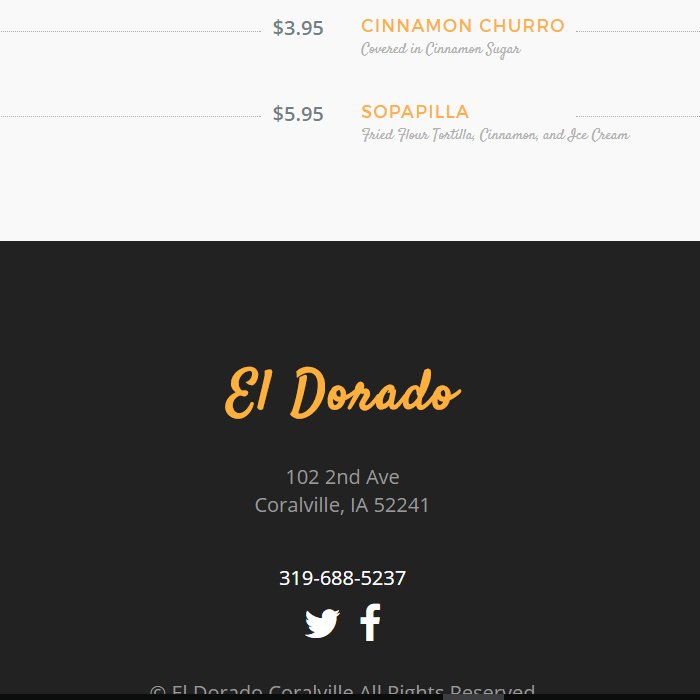 $3.95 CINNAMON CHURRO
Covered in Cinnamon Sugar
$5.95 SOPAPILLA
Fried Flour Tortilla, Cinnamon, and Ice Cream
El Dorado
102 2nd Ave
Coralville, IA 52241
319-688-5237
© El Dorado Coralville All Rights Reserved